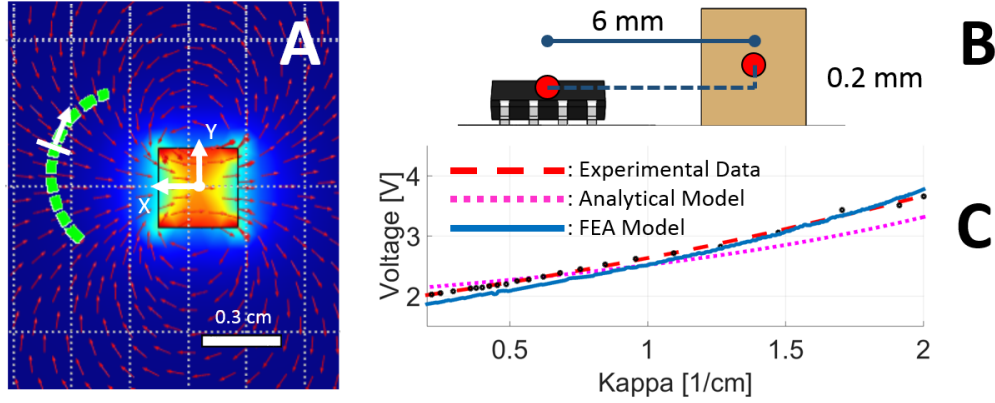 A
Y
X
0.3 cm
B
6 mm
0.2 mm
C
: Experimental Data
: Analytical Model
: FEA Model
Voltage [V]
4
3
2
0.5
1
1.5
2
Kappa [1/cm]